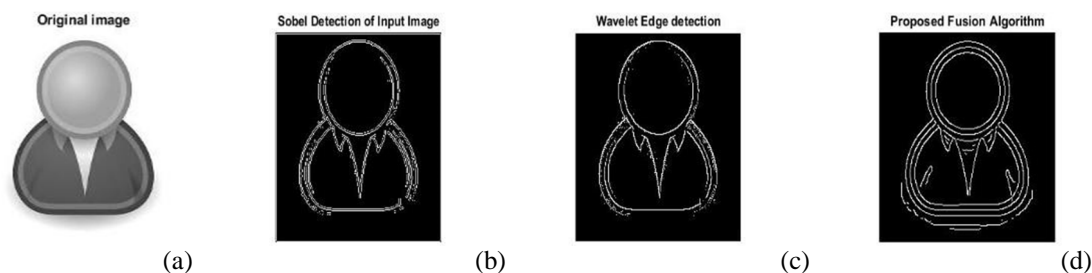 Original image
Sobel Detection of Input Image
Wavelet Edge detection
Proposed Fusion Algorithm
(a)
(b)
(c)
(d)